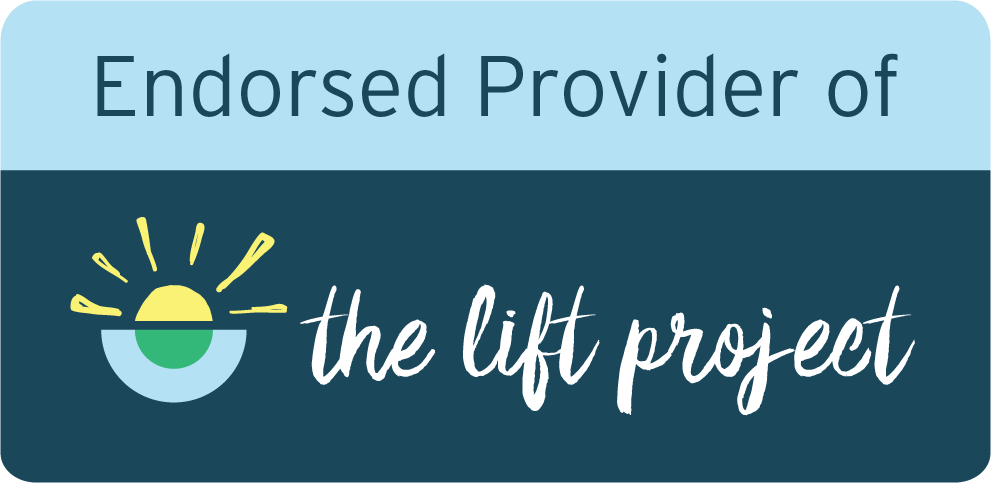 Endorsed Provider of
the lift project